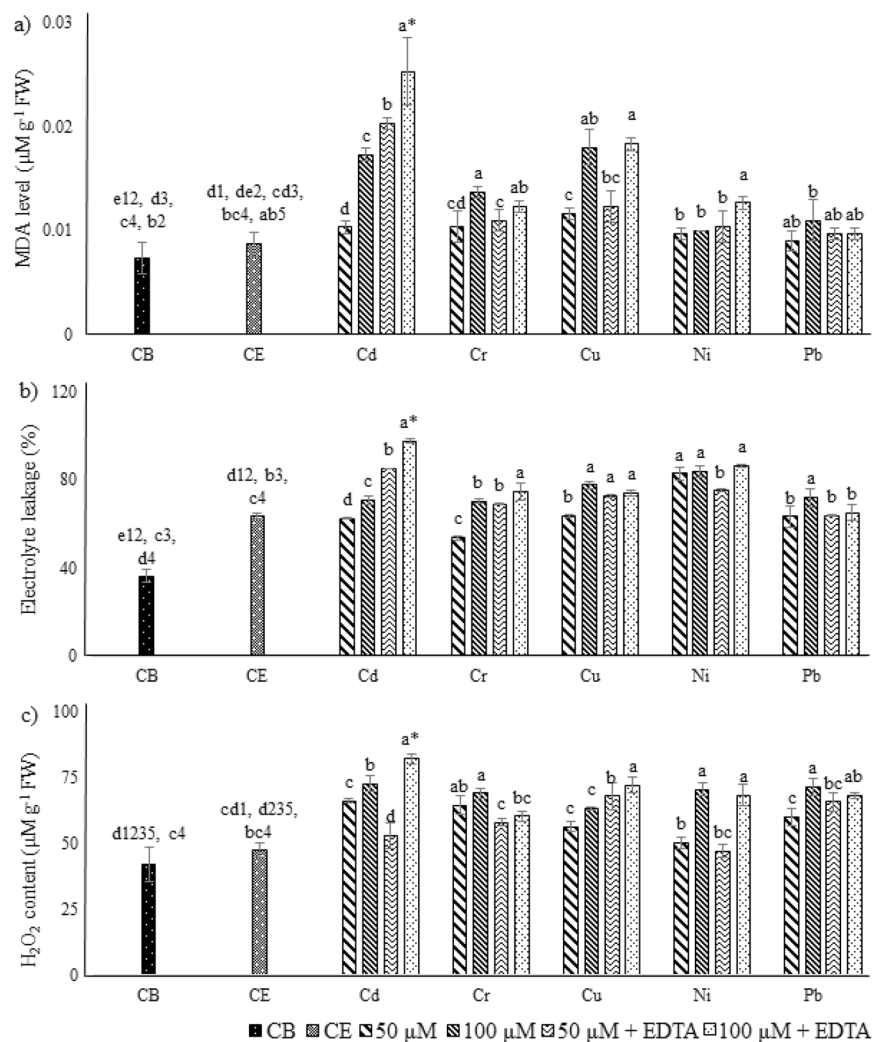 a)
MDA level (μM g⁻¹ FW)
0.03
0.02
0.01
0
e12, d3,
c4, b2
d1, de2, cd3,
bc4, ab5
d
c
b
a*
cd
a
c
ab
c
ab
bc
a
b
b
b
a
ab
b
ab
ab
CB
CE
Cd
Cr
Cu
Ni
Pb
b)
Electrolyte leakage (%)
120
80
40
0
e12, c3,
d4
d12, b3,
c4
d
c
b
a*
c
b
b
a
b
a
a
a
a
a
b
a
b
a
b
b
CB
CE
Cd
Cr
Cu
Ni
Pb
c)
H₂O₂ content (μM g⁻¹ FW)
100
75
50
25
0
d1235, c4
cd1, d235,
bc4
c
b
d
a*
ab
a
c
bc
c
c
b
a
b
a
bc
a
c
a
bc
ab
CB
CE
Cd
Cr
Cu
Ni
Pb
CB CE 50 μM 100 μM 50 μM + EDTA 100 μM + EDTA